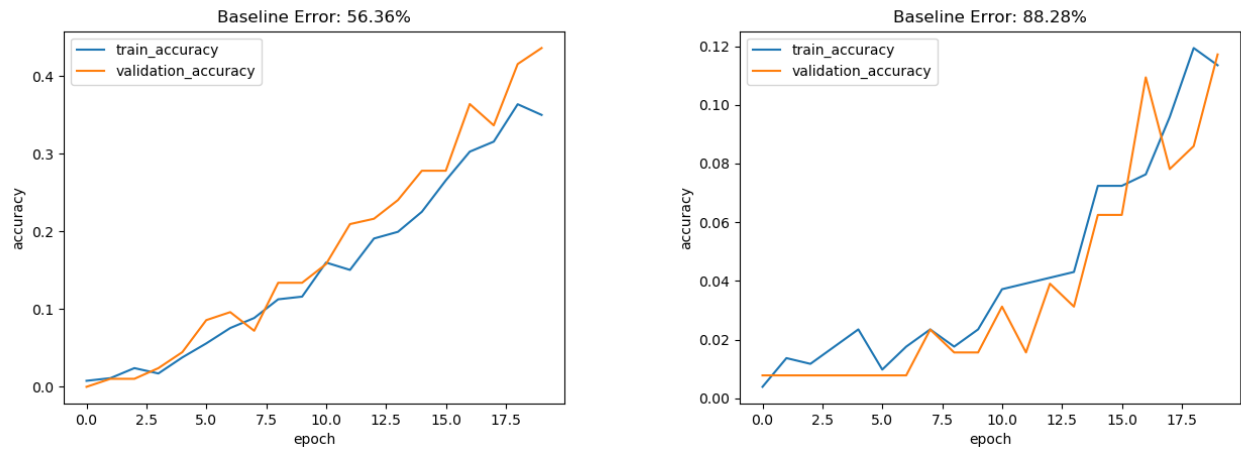 Baseline Error: 56.36%
train_accuracy
validation_accuracy
accuracy
0.4
0.3
0.2
0.1
0.0
0.0 2.5 5.0 7.5 10.0 12.5 15.0 17.5
epoch
Baseline Error: 88.28%
train_accuracy
validation_accuracy
accuracy
0.12
0.10
0.08
0.06
0.04
0.02
0.00
0.0 2.5 5.0 7.5 10.0 12.5 15.0 17.5
epoch